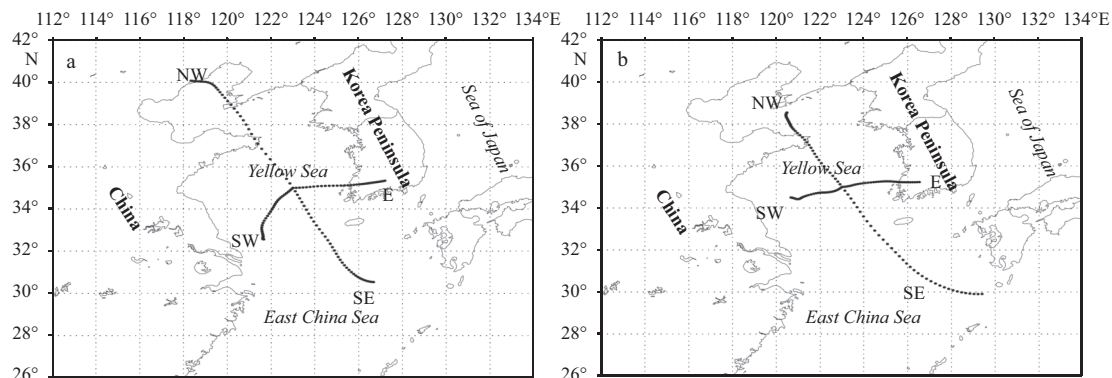 112 114 116 118 120 122 124 126 128 130 132 134°E
42°
N
40°
38°
36°
34°
32°
30°
28°
26°
a
NW
Korea Peninsula
Sea of Japan
Yellow Sea
China
E
SW
SE
East China Sea
112° 114° 116° 118° 120° 122° 124° 126° 128° 130° 132° 134°E
42°
N
40°
38°
36°
34°
32°
30°
28°
26°
b
NW
Korea Peninsula
Sea of Japan
Yellow Sea
China
E
SW
SE
East China Sea